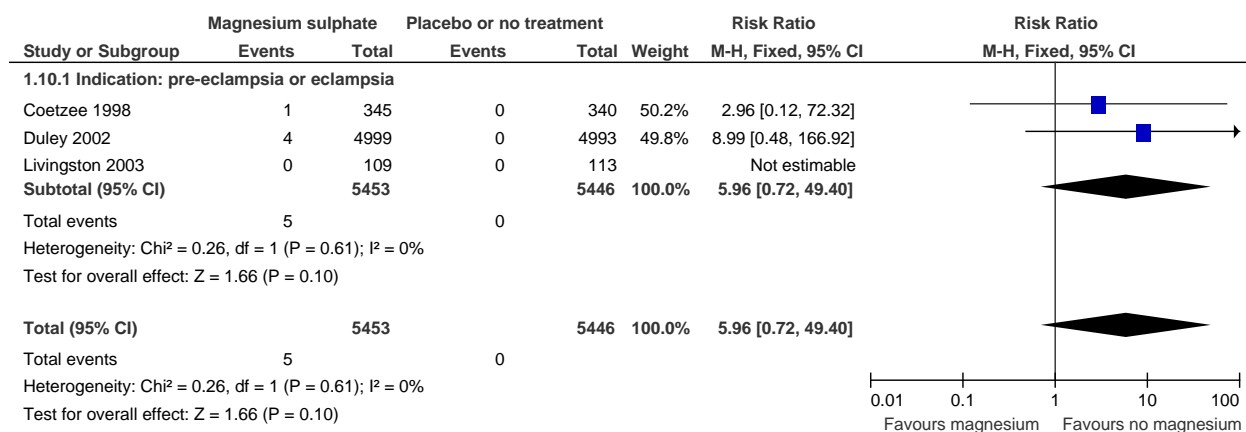 Magnesium sulphate Placebo or no treatment Risk Ratio Risk Ratio
Study or Subgroup Events Total Events Total Weight M-H, Fixed, 95% CI M-H, Fixed, 95% CI
1.10.1 Indication: pre-eclampsia or eclampsia
Coetzee 1998 1 345 0 340 50.2% 2.96 [0.12, 72.32]
Duley 2002 4 4999 0 4993 49.8% 8.99 [0.48, 166.92]
Livingston 2003 0 109 0 113 Not estimable
Subtotal (95% CI) 5453 5446 100.0% 5.96 [0.72, 49.40]
Total events 5 0
Heterogeneity: Chi² = 0.26, df = 1 (P = 0.61); I² = 0%
Test for overall effect: Z = 1.66 (P = 0.10)
Total (95% CI) 5453 5446 100.0% 5.96 [0.72, 49.40]
Total events 5 0
Heterogeneity: Chi² = 0.26, df = 1 (P = 0.61); I² = 0%
Test for overall effect: Z = 1.66 (P = 0.10)
0.01 0.1 1 10 100
Favours magnesium Favours no magnesium